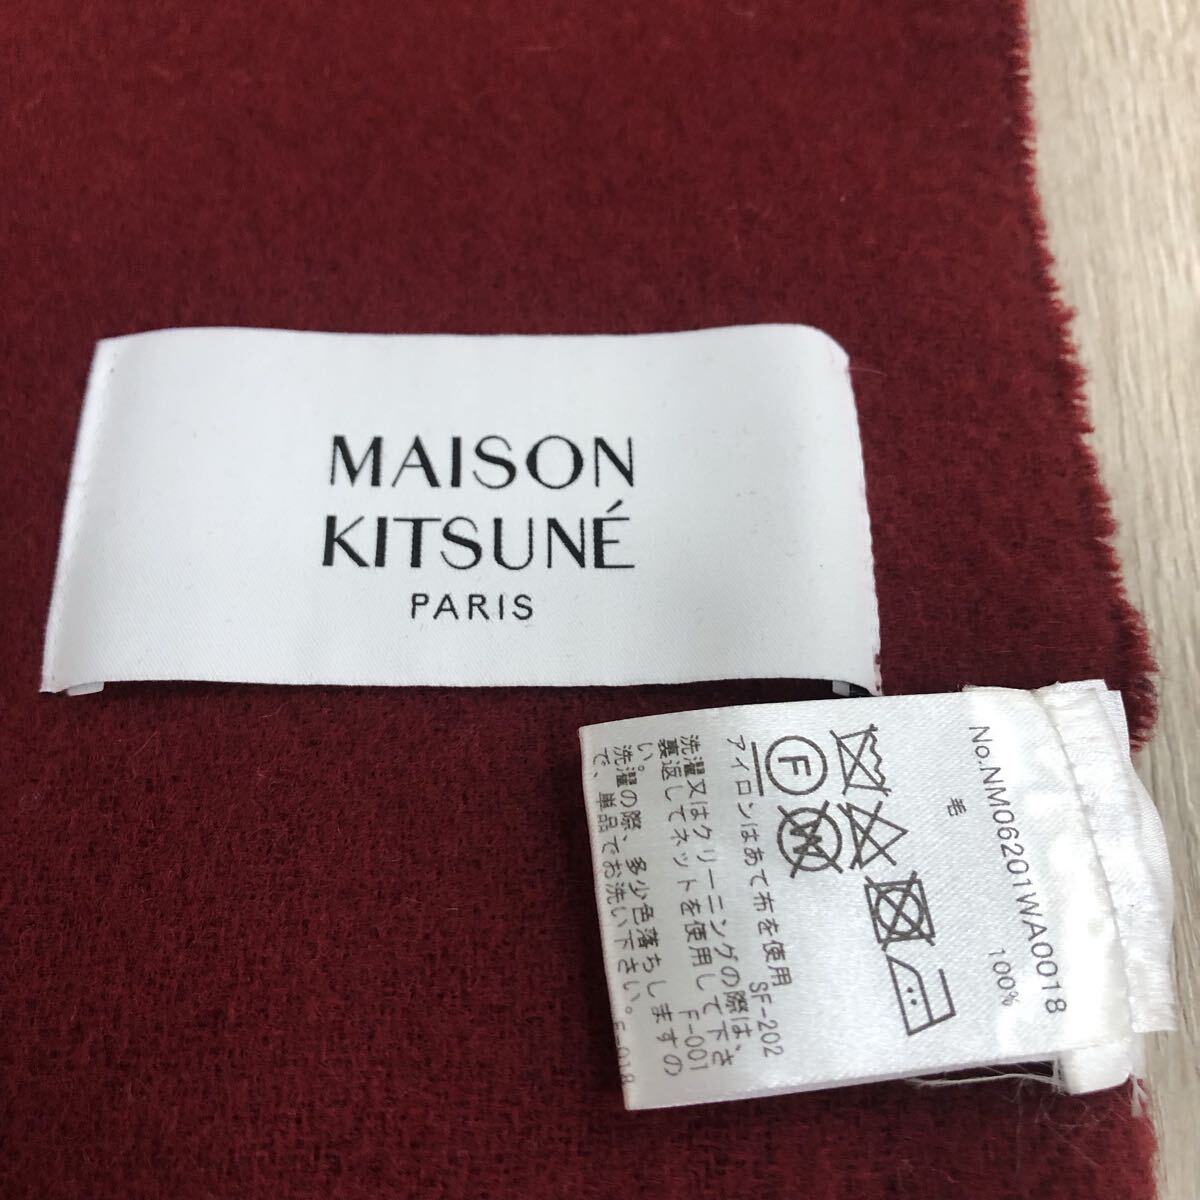 MAISON
KITSUNÉ
PARIS
No.NM06201WA0018
毛 100%
F
W
アイロンはあて布を使用 SF-202
洗濯又はクリーニングの際は、
裏返してネットを使用して下さ
い。 F-001
洗濯の際、多少色落ちしますの
で、単品でお洗い下さい。F-018